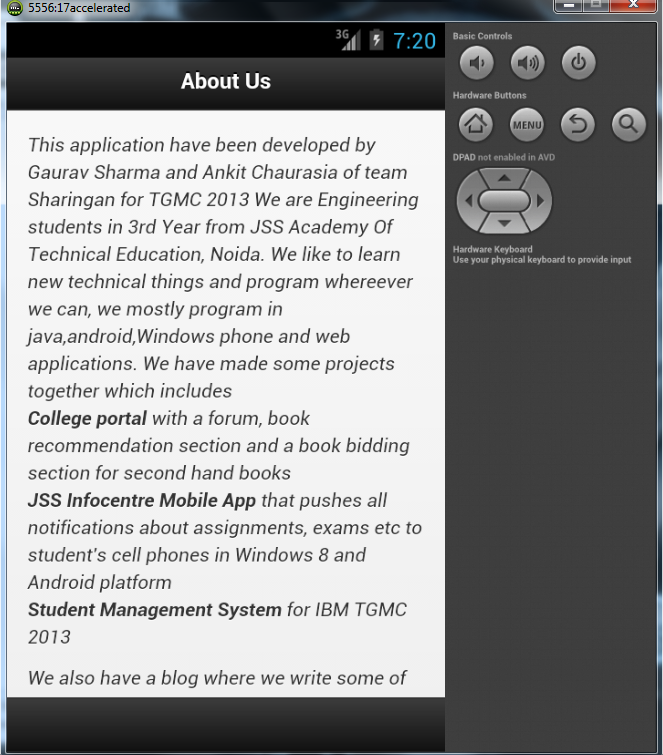 5556:17accelerated
3G 7:20
About Us
This application have been developed by
Gaurav Sharma and Ankit Chaurasia of team
Sharingan for TGMC 2013 We are Engineering
students in 3rd Year from JSS Academy Of
Technical Education, Noida. We like to learn
new technical things and program whereever
we can, we mostly program in
java,android,Windows phone and web
applications. We have made some projects
together which includes
College portal with a forum, book
recommendation section and a book bidding
section for second hand books
JSS Infocentre Mobile App that pushes all
notifications about assignments, exams etc to
student's cell phones in Windows 8 and
Android platform
Student Management System for IBM TGMC
2013
We also have a blog where we write some of
Basic Controls
Hardware Buttons
MENU
DPAD not enabled in AVD
Hardware Keyboard
Use your physical keyboard to provide input